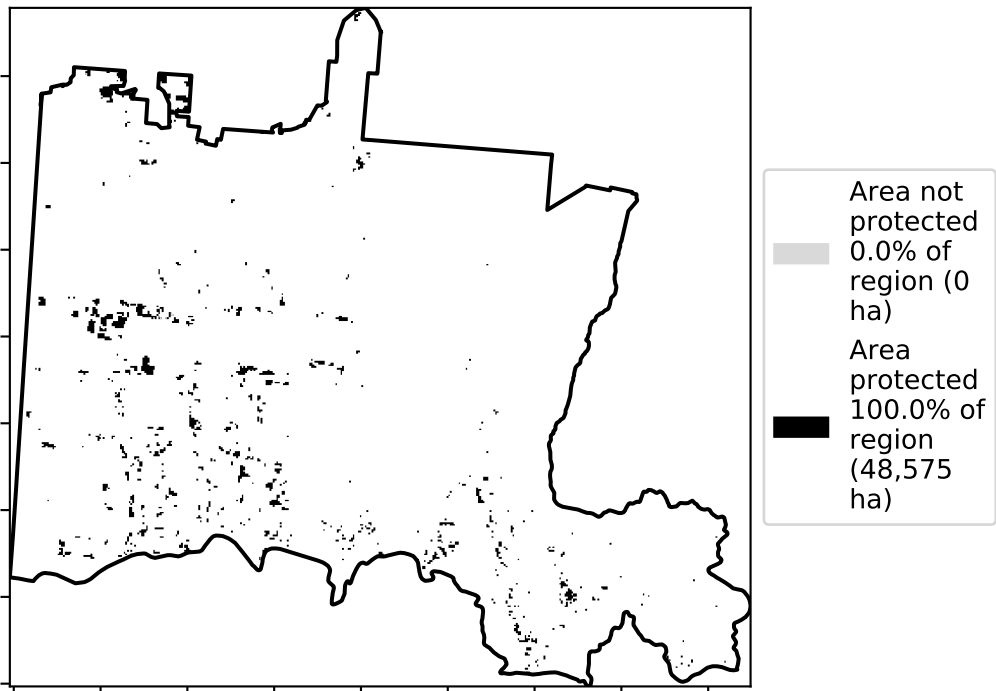 Area not
protected
0.0% of
region (0
ha)
Area
protected
100.0% of
region
(48,575
ha)